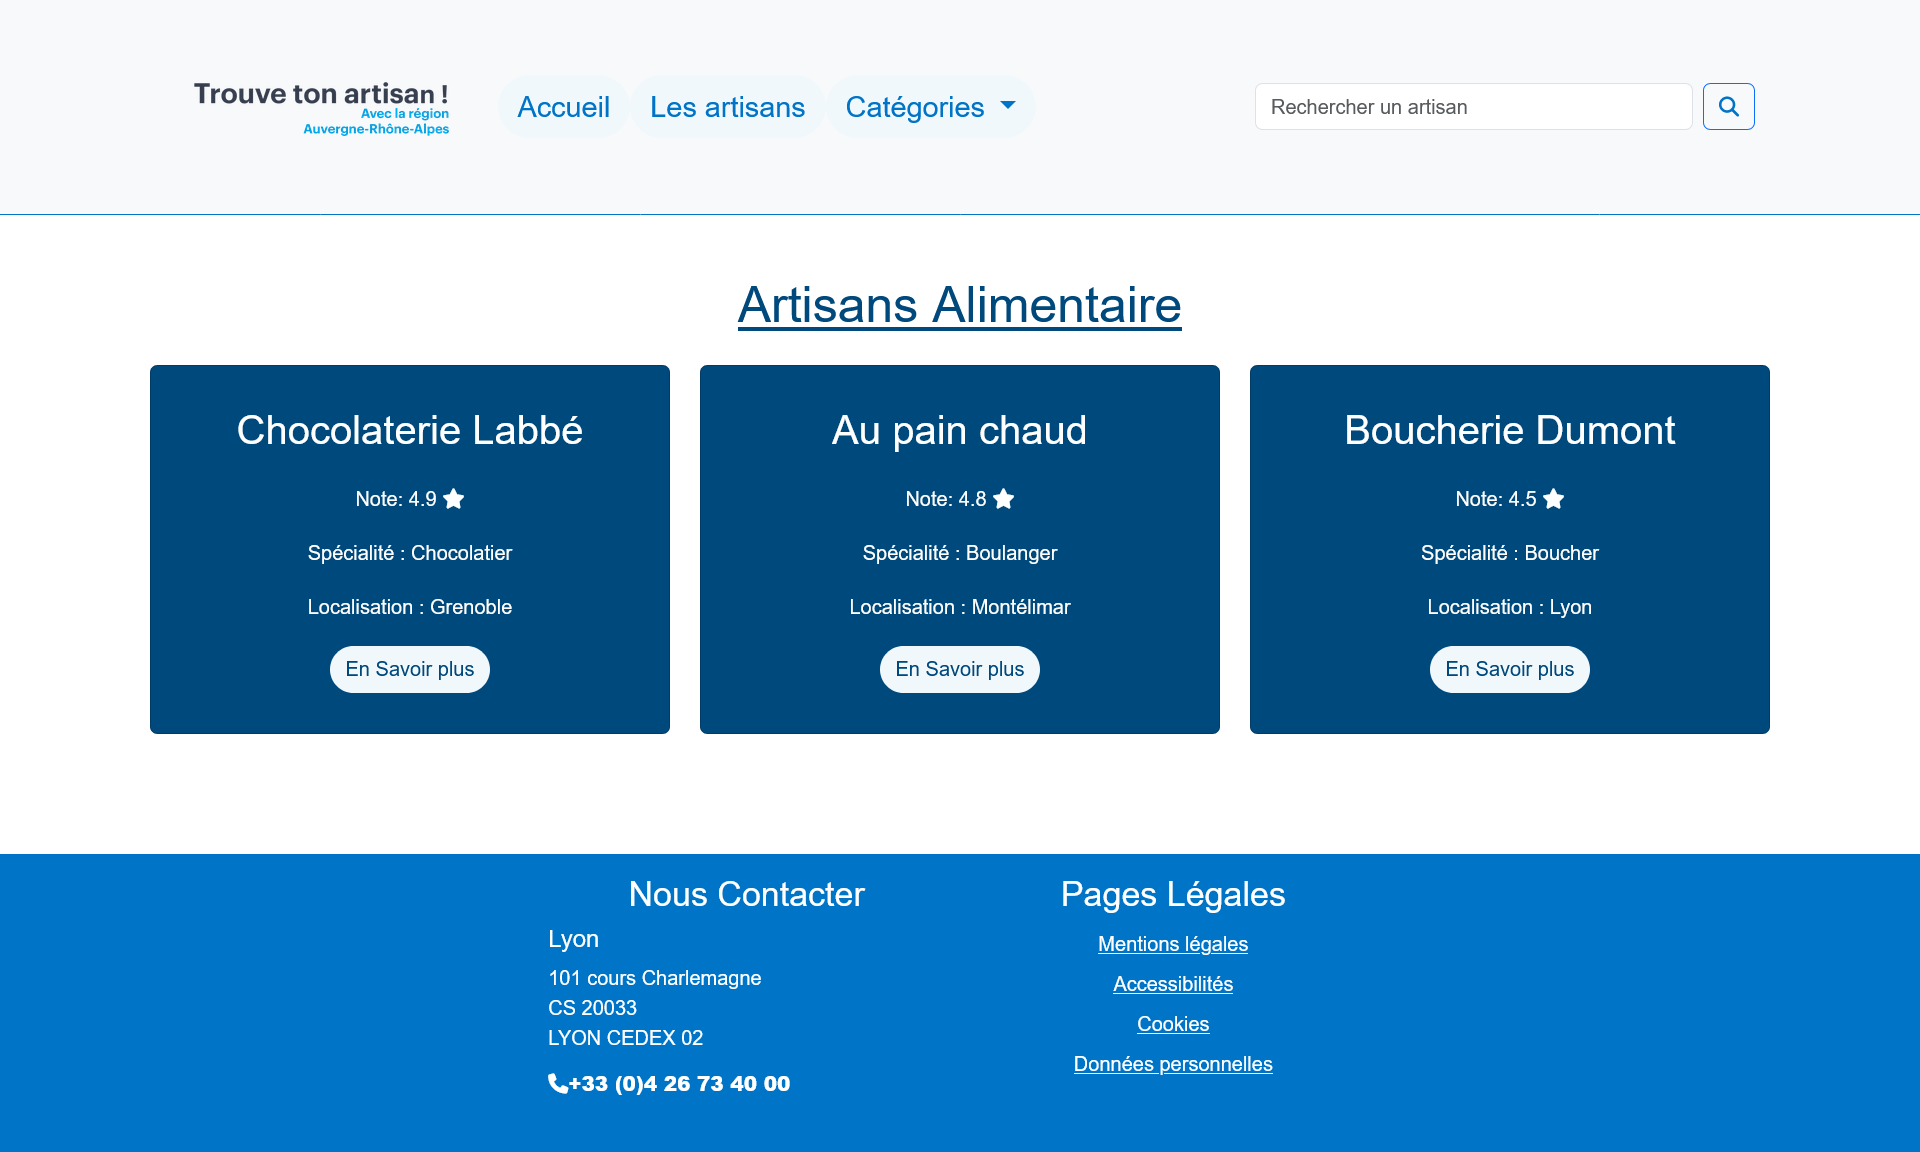 Trouve ton artisan !
Avec la région
Auvergne-Rhône-Alpes
Accueil
Les artisans
Catégories
Rechercher un artisan
Artisans Alimentaire
Chocolaterie Labbé
Note: 4.9
Spécialité : Chocolatier
Localisation : Grenoble
En Savoir plus
Au pain chaud
Note: 4.8
Spécialité : Boulanger
Localisation : Montélimar
En Savoir plus
Boucherie Dumont
Note: 4.5
Spécialité : Boucher
Localisation : Lyon
En Savoir plus
Nous Contacter
Lyon
101 cours Charlemagne
CS 20033
LYON CEDEX 02
+33 (0)4 26 73 40 00
Pages Légales
Mentions légales
Accessibilités
Cookies
Données personnelles